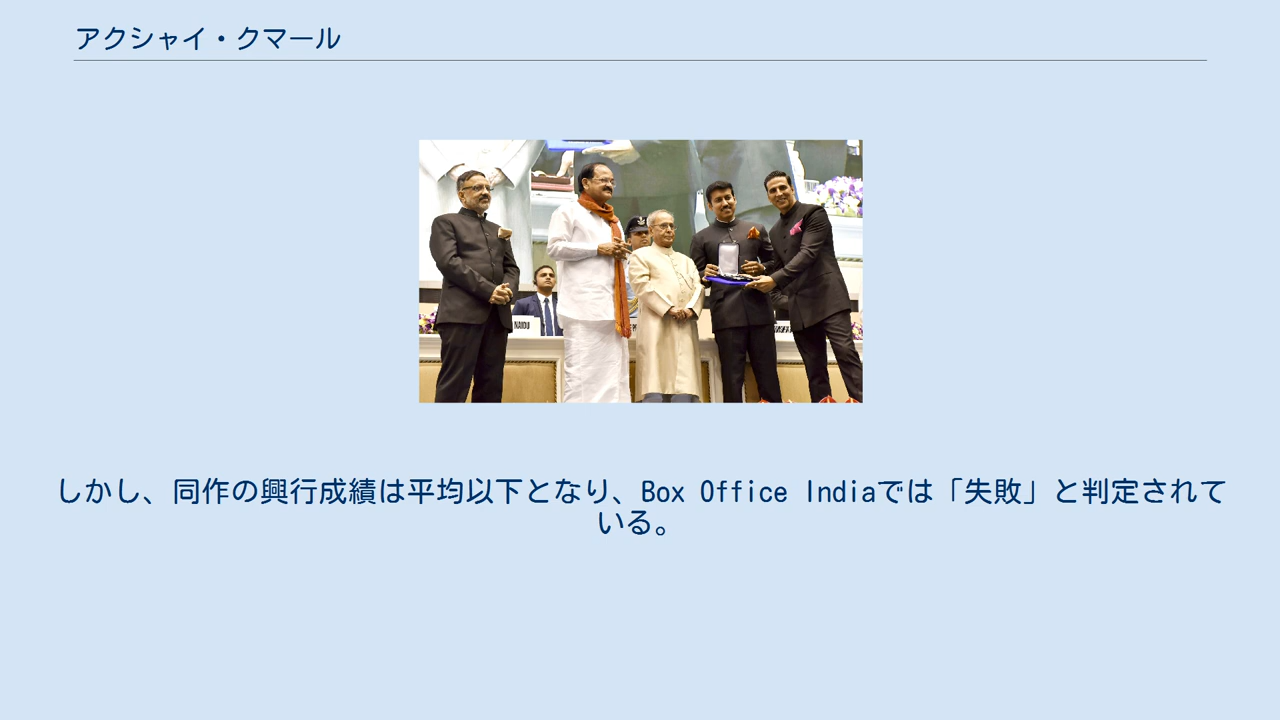 アクシャイ・クマール
NAIDU
しかし、同作の興行成績は平均以下となり、Box Office Indiaでは「失敗」と判定されて
いる。